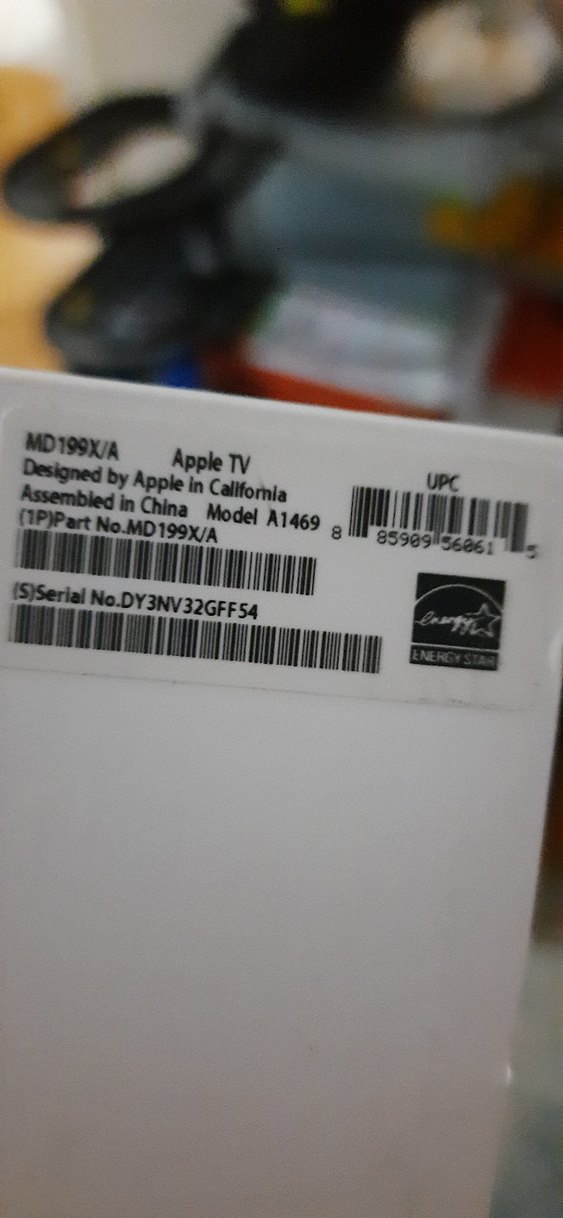 MD199X/A Apple TV
Designed by Apple in California
Assembled in China Model A1469
(1P)Part No.MD199X/A
(S)Serial No.DY3NV32GFF54
UPC
8 85909 56061 5
energy
ENERGY STAR